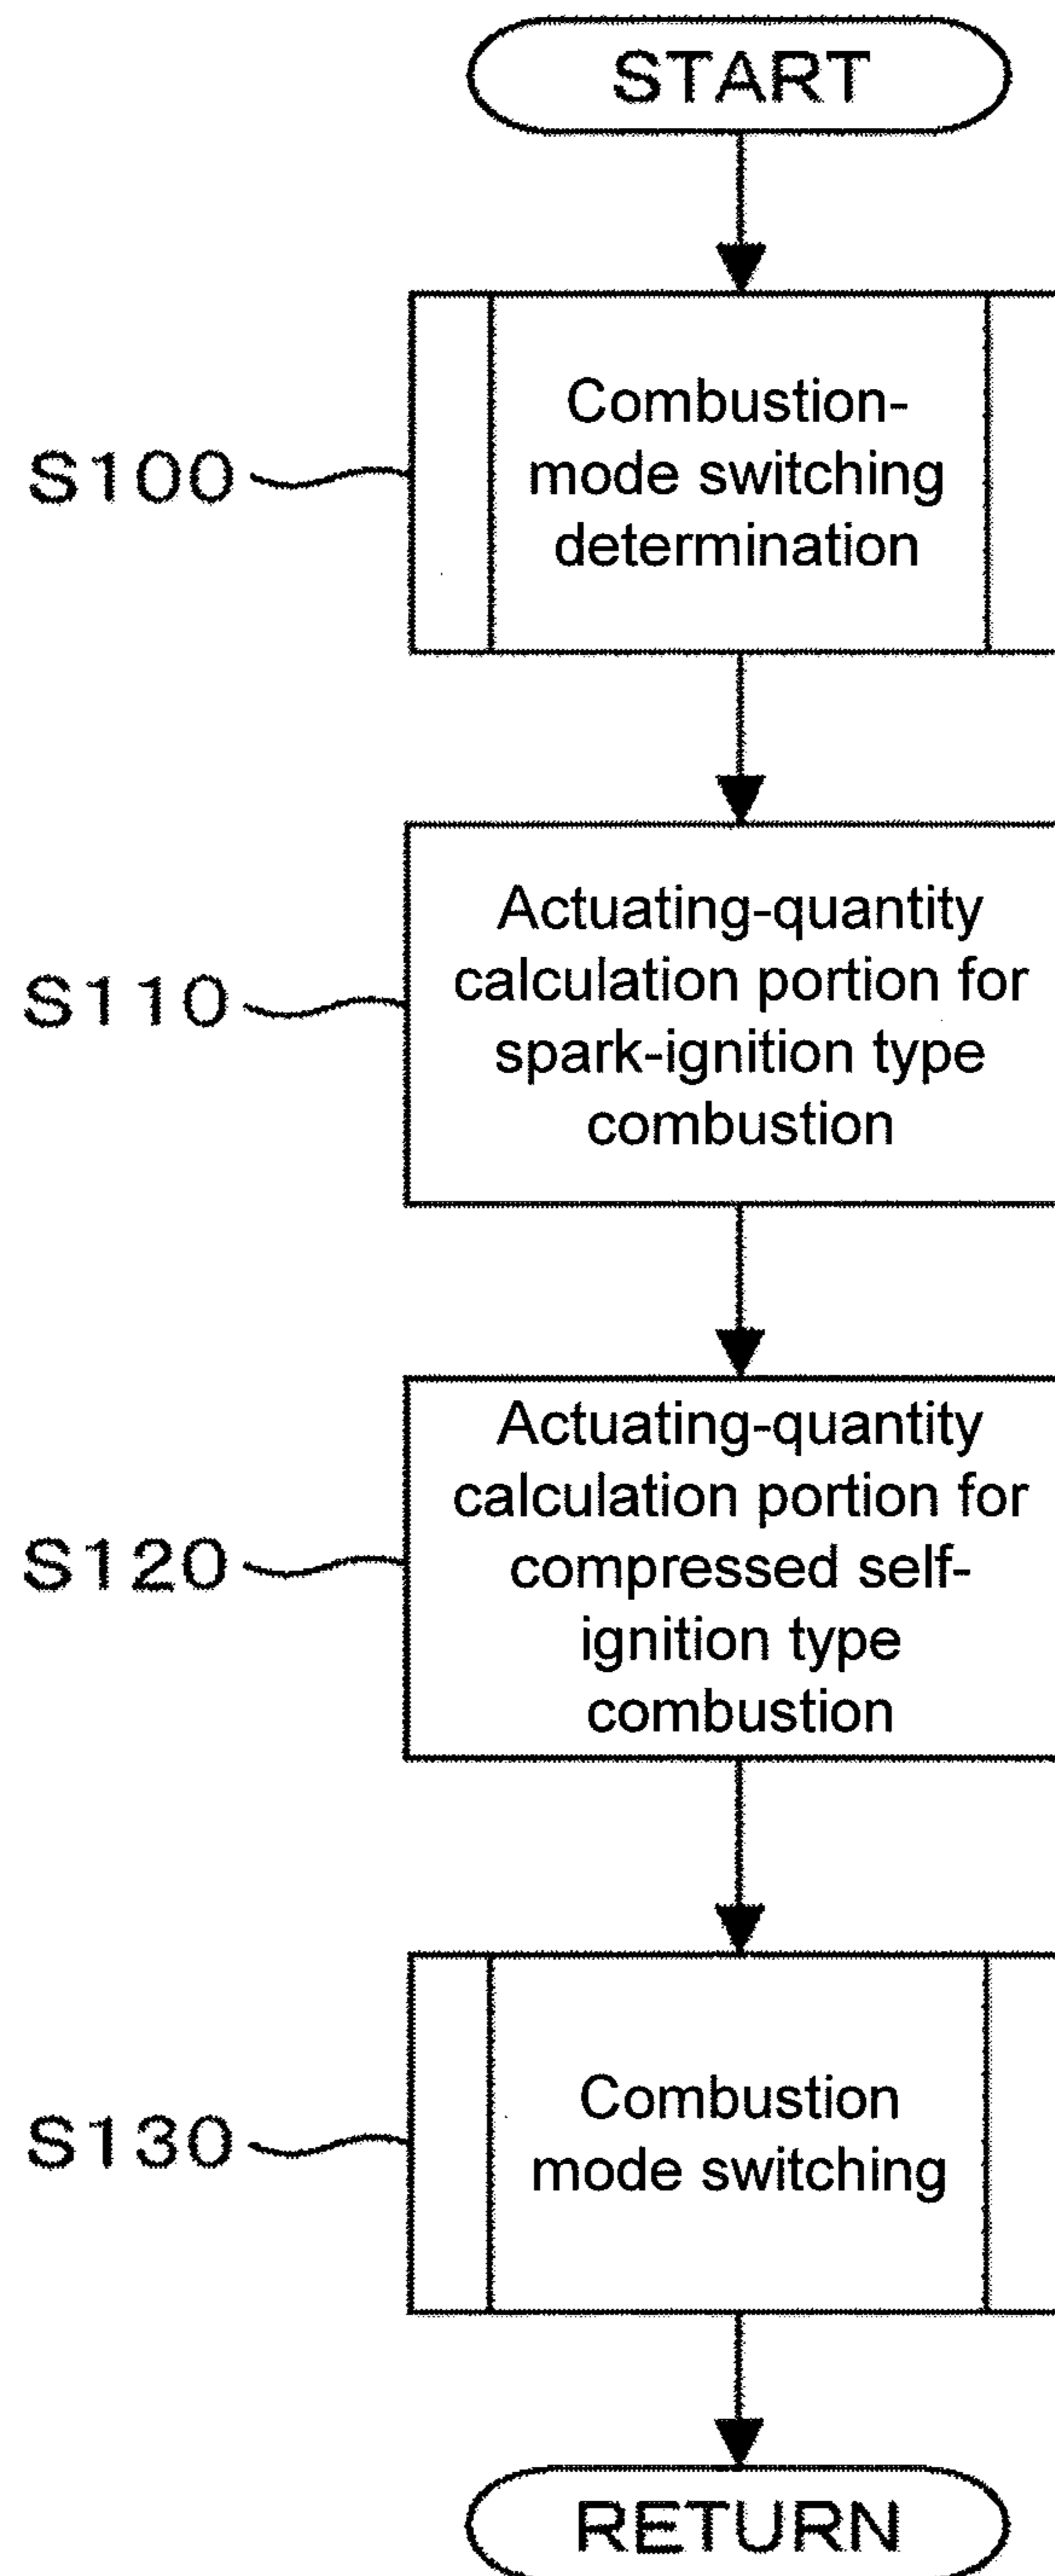 START
S100
Combustion-
mode switching
determination
S110
Actuating-quantity
calculation portion for
spark-ignition type
combustion
S120
Actuating-quantity
calculation portion for
compressed self-
ignition type
combustion
S130
Combustion
mode switching
RETURN